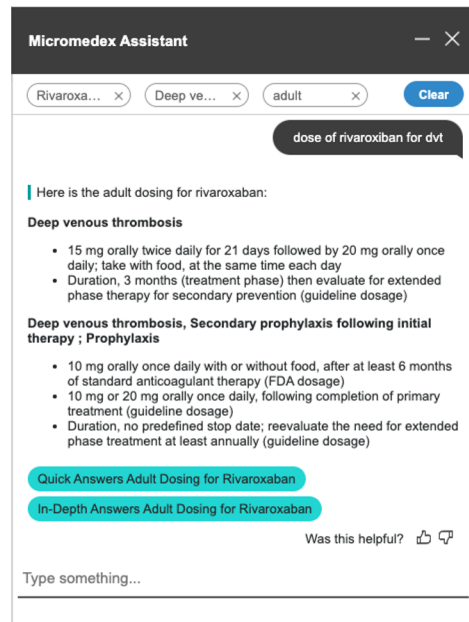 Micromedex Assistant
Rivaroxa... × Deep ve... × adult × Clear
dose of rivaroxiban for dvt
Here is the adult dosing for rivaroxaban:
Deep venous thrombosis
• 15 mg orally twice daily for 21 days followed by 20 mg orally once
daily; take with food, at the same time each day
• Duration, 3 months (treatment phase) then evaluate for extended
phase therapy for secondary prevention (guideline dosage)
Deep venous thrombosis, Secondary prophylaxis following initial
therapy ; Prophylaxis
• 10 mg orally once daily with or without food, after at least 6 months
of standard anticoagulant therapy (FDA dosage)
• 10 mg or 20 mg orally once daily, following completion of primary
treatment (guideline dosage)
• Duration, no predefined stop date; reevaluate the need for extended
phase treatment at least annually (guideline dosage)
Quick Answers Adult Dosing for Rivaroxaban
In-Depth Answers Adult Dosing for Rivaroxaban
Was this helpful?
Type something...